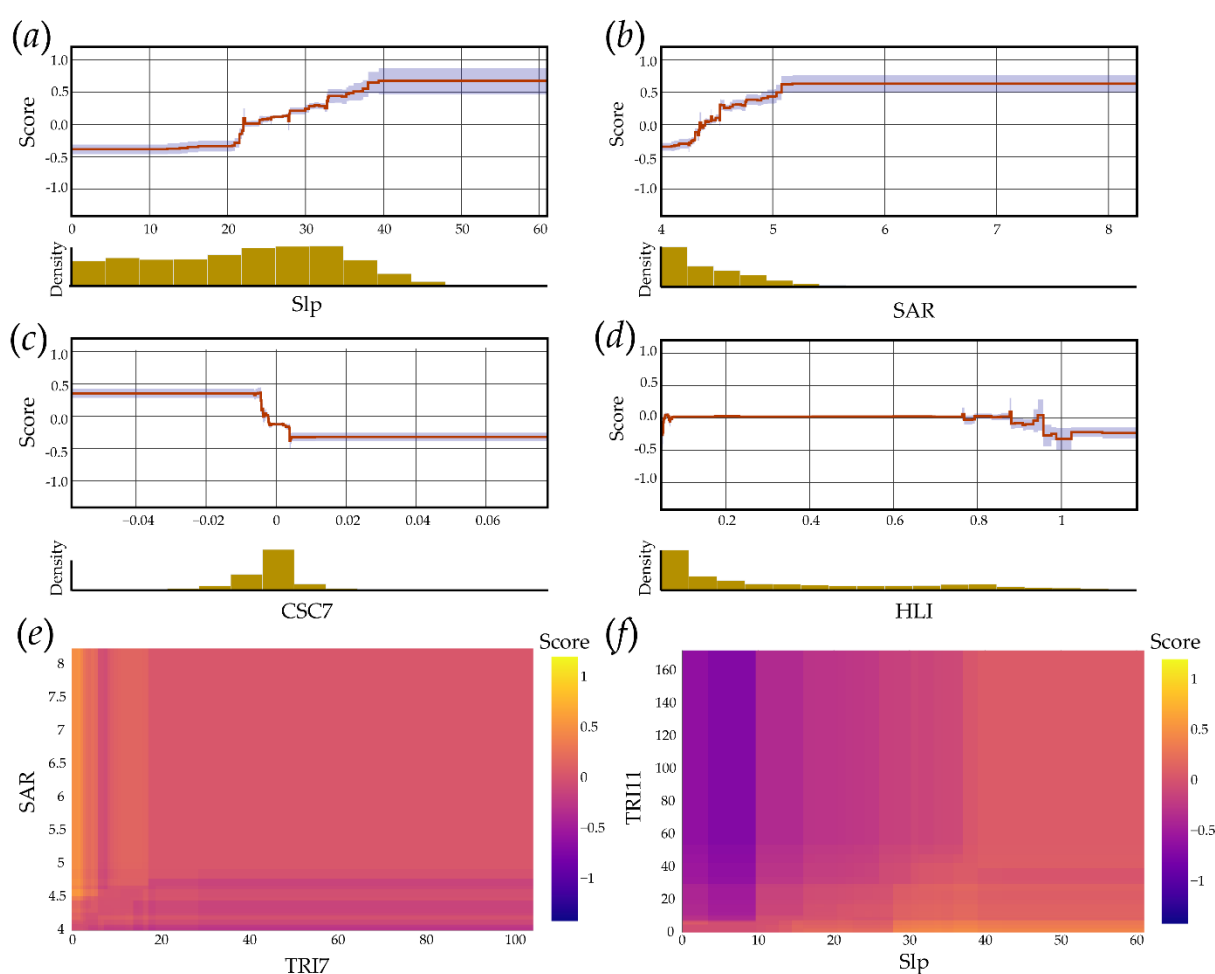 (a)
1.0
0.5
0.0
-0.5
-1.0
Score
0 10 20 30 40 50 60
Density
Slp
(b)
1.0
0.5
0.0
-0.5
-1.0
Score
4 5 6 7 8
Density
SAR
(c)
1.0
0.5
0.0
-0.5
-1.0
Score
−0.04 −0.02 0 0.02 0.04 0.06
Density
CSC7
(d)
1.0
0.5
0.0
-0.5
-1.0
Score
0.2 0.4 0.6 0.8 1
Density
HLI
(e)
8
7.5
7
6.5
6
5.5
5
4.5
4
SAR
0 20 40 60 80 100
TRI7
Score
1
0.5
0
−0.5
−1
(f)
160
140
120
100
80
60
40
20
0
TRI11
0 10 20 30 40 50 60
Slp
Score
1
0.5
0
−0.5
−1